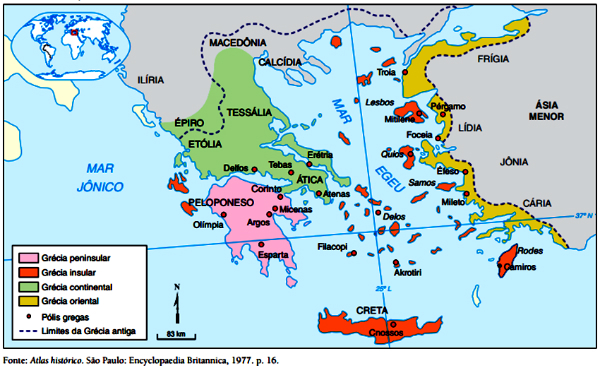 MACEDÔNIA
CALCÍDIA
ILÍRIA
FRÍGIA
Troia
TESSÁLIA
MAR
Lesbos
Pérgamo
ÁSIA
MENOR
Mitilene
ÉPIRO
LÍDIA
ETÓLIA
Foceia
Erétria
Quios
JÔNIA
Delfos
Tebas
MAR
JÔNICO
ÁTICA
EGEU
Éfeso
Samos
PELOPONESO
Corinto
Atenas
Mileto
Micenas
Delos
CÁRIA
Olímpia
Argos
37º N
Esparta
Filacopi
Akrotiri
Rodes
Camiros
25º L
CRETA
Cnossos
Grécia peninsular
Grécia insular
Grécia continental
Grécia oriental
Pólis gregas
Limites da Grécia antiga
N
83 km
Fonte: Atlas histórico. São Paulo: Encyclopaedia Britannica, 1977. p. 16.